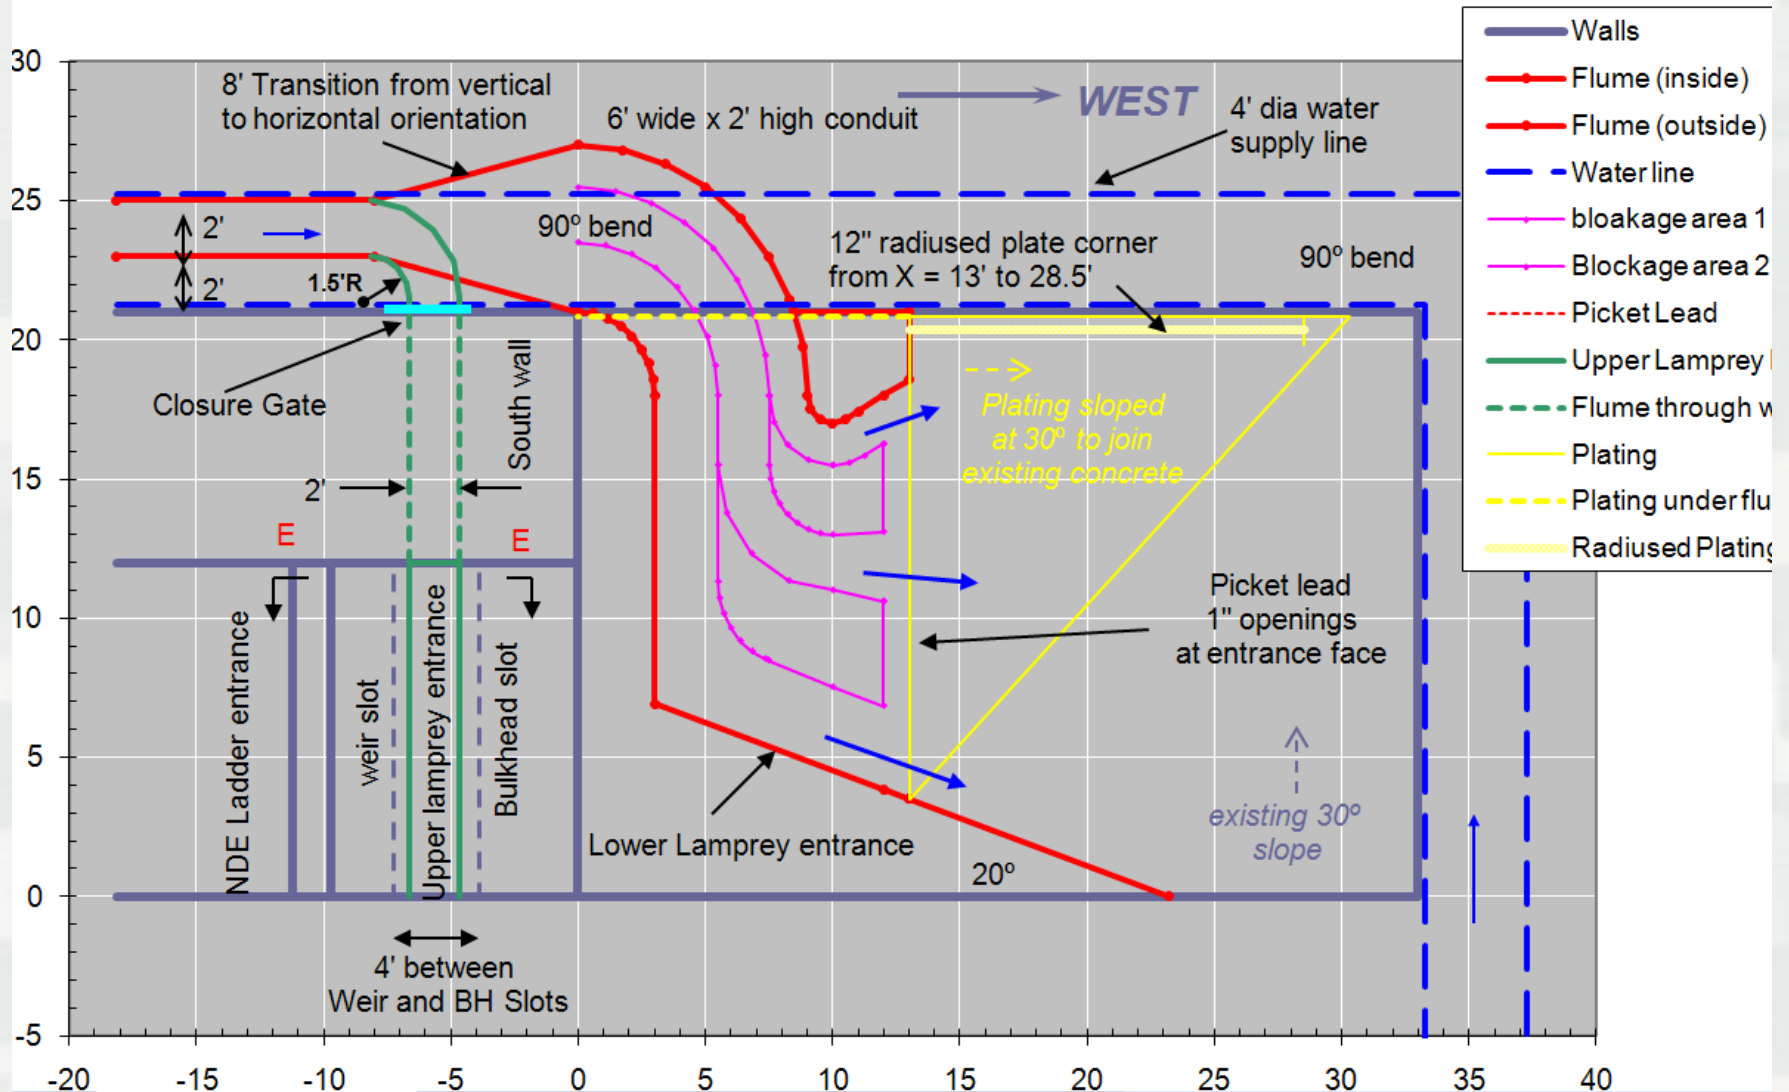 Walls
Flume (inside)
Flume (outside)
Water line
bloakage area 1
Blockage area 2
Picket Lead
Upper Lamprey
Flume through w
Plating
Plating under flu
Radiused Plating
30
25
20
15
10
5
0
-5
-20
-15
-10
-5
0
5
10
15
20
25
30
35
40
8' Transition from vertical
to horizontal orientation
6' wide x 2' high conduit
WEST
4' dia water
supply line
2'
2'
1.5'R
90º bend
12" radiused plate corner
from X = 13' to 28.5'
90º bend
Closure Gate
South wall
Plating sloped
at 30º to join
existing concrete
2'
E
E
NDE Ladder entrance
weir slot
Upper lamprey entrance
Bulkhead slot
Picket lead
1" openings
at entrance face
Lower Lamprey entrance
20º
existing 30º
slope
4' between
Weir and BH Slots